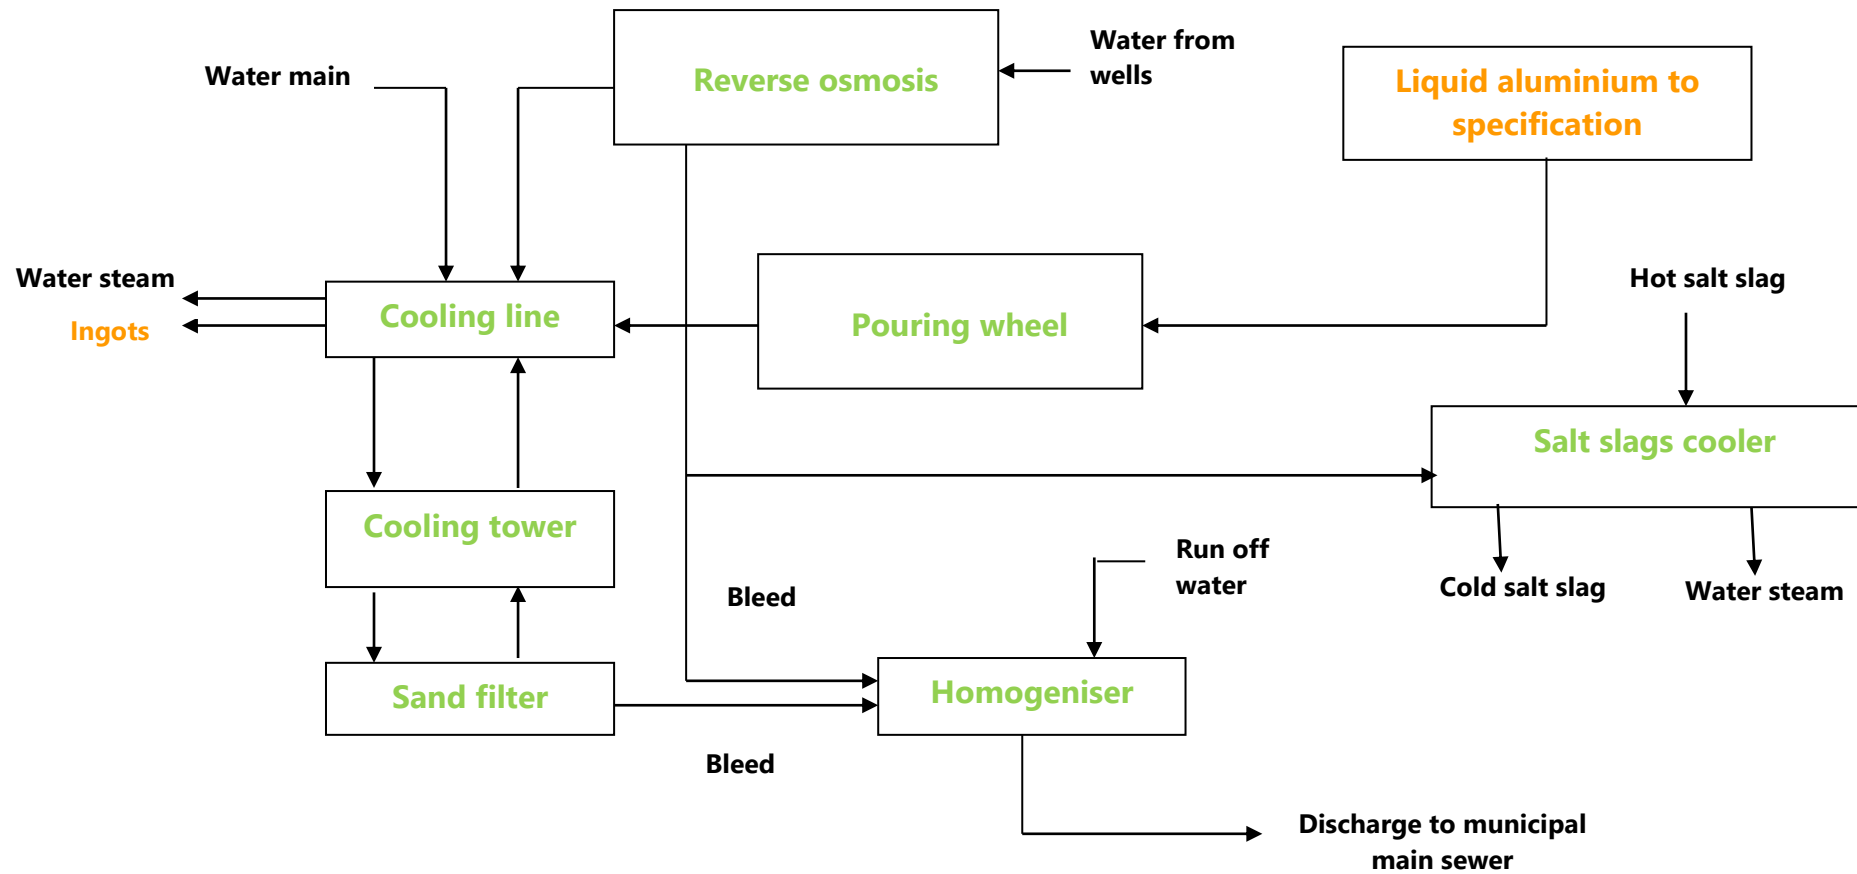 Water from
wells
Water main
Reverse osmosis
Liquid aluminium to
specification
Water steam
Ingots
Cooling line
Pouring wheel
Hot salt slag
Salt slags cooler
Cooling tower
Run off
water
Bleed
Cold salt slag
Water steam
Sand filter
Homogeniser
Bleed
Discharge to municipal
main sewer